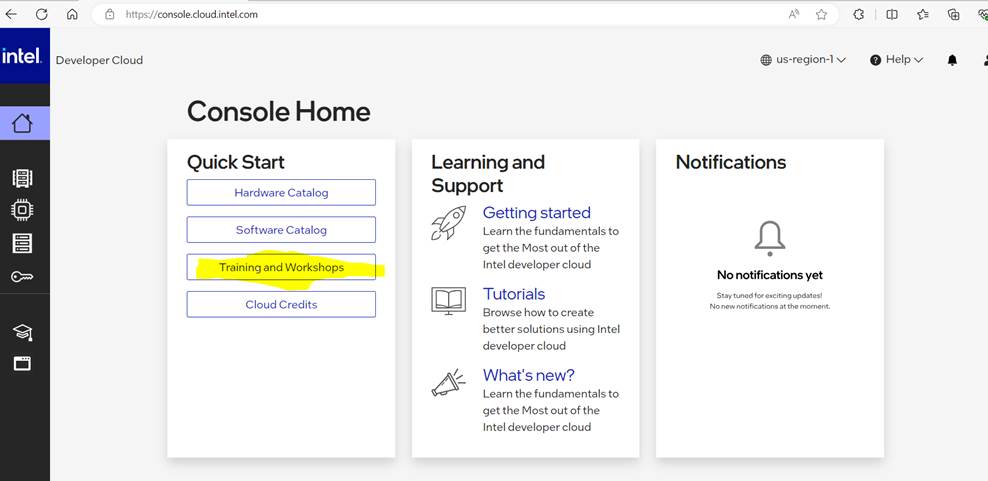 https://console.cloud.intel.com
intel.
Developer Cloud
us-region-1
Help
Console Home
Quick Start
Hardware Catalog
Software Catalog
Training and Workshops
Cloud Credits
Learning and
Support
Getting started
Learn the fundamentals to
get the Most out of the
Intel developer cloud
Tutorials
Browse how to create
better solutions using Intel
developer cloud
What's new?
Learn the fundamentals to
get the Most out of the
Intel developer cloud
Notifications
No notifications yet
Stay tuned for exciting updates!
No new notifications at the moment.